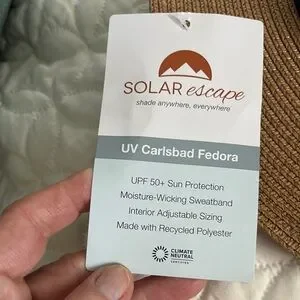 SOLAR escape
shade anywhere, everywhere
UV Carlsbad Fedora
UPF 50+ Sun Protection
Moisture-Wicking Sweatband
Interior Adjustable Sizing
Made with Recycled Polyester
CLIMATE
NEUTRAL
CERTIFIED